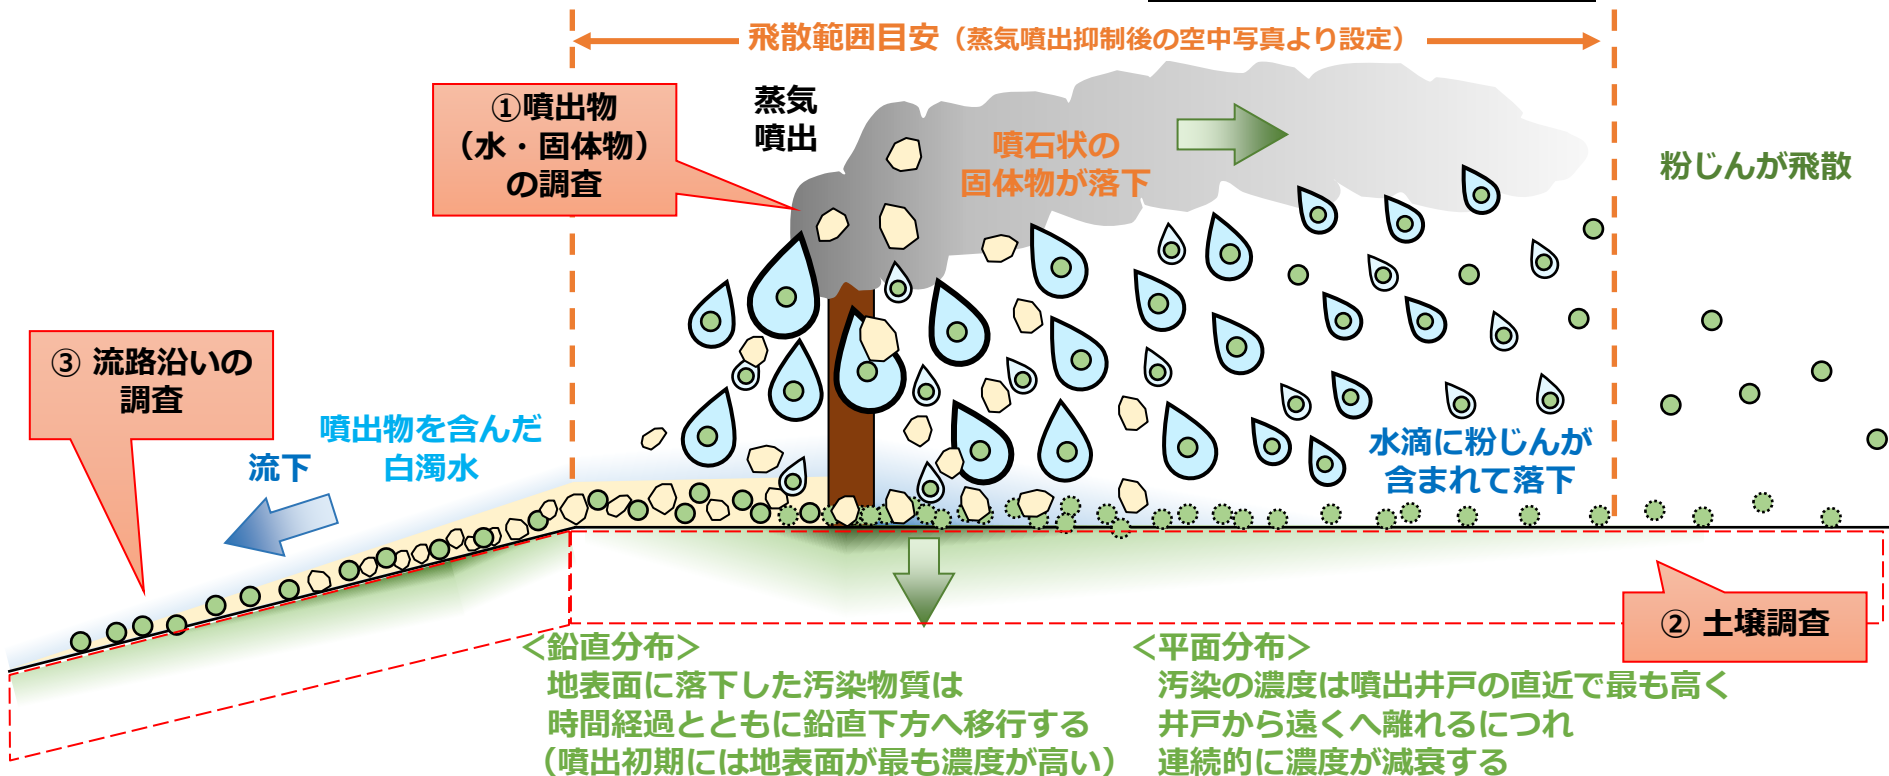 飛散範囲目安（蒸気噴出抑制後の空中写真より設定）
①噴出物
（水・固体物）
の調査
蒸気
噴出
噴石状の
固体物が落下
粉じんが飛散
③ 流路沿いの
調査
噴出物を含んだ
白濁水
流下
水滴に粉じんが
含まれて落下
② 土壌調査
＜鉛直分布＞
地表面に落下した汚染物質は
時間経過とともに鉛直下方へ移行する
（噴出初期には地表面が最も濃度が高い）
＜平面分布＞
汚染の濃度は噴出井戸の直近で最も高く
井戸から遠くへ離れるにつれ
連続的に濃度が減衰する